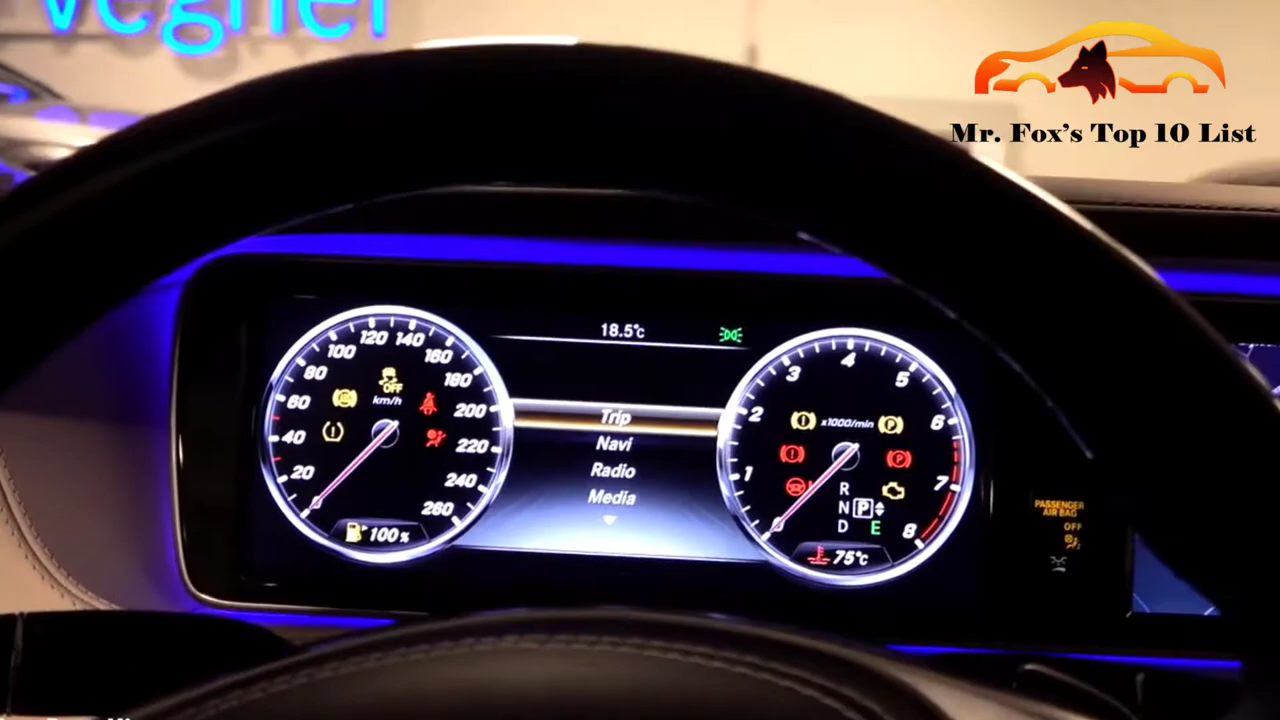 Mr. Fox's Top 10 List
18.5°C
Trip
Navi
Radio
Media
20
40
60
80
100
120
140
160
180
200
220
240
260
OFF
km/h
100%
1
2
3
4
5
6
7
8
x1000/min
R
N P
D E
75°C
PASSENGER
AIR BAG
OFF